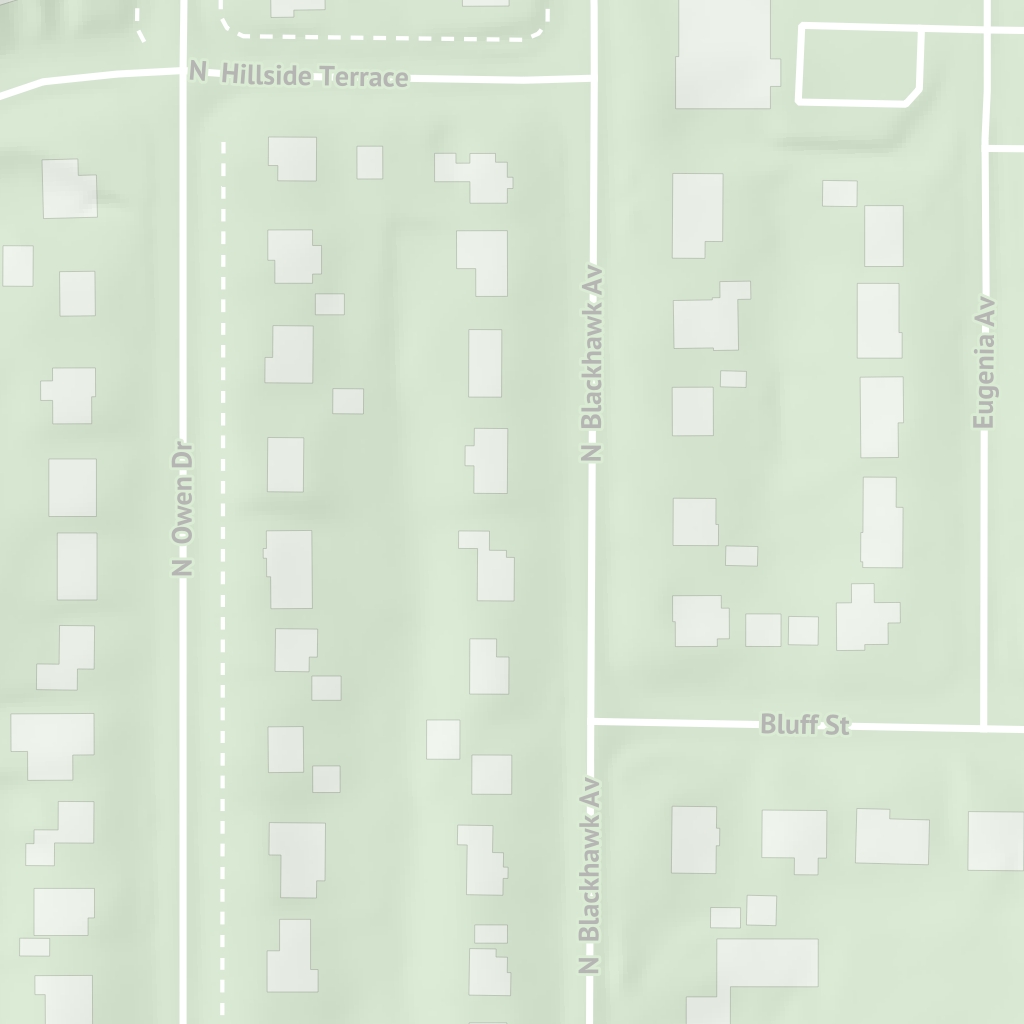 N Hillside Terrace
N Blackhawk Av
Eugenia Av
N Owen Dr
Bluff St
N Blackhawk Av